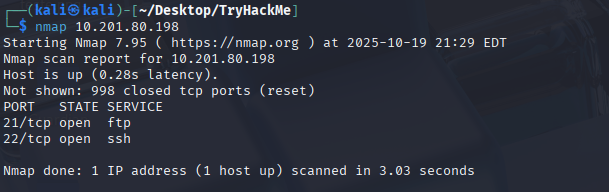 ┌──(kali㉿kali)-[~/Desktop/TryHackMe]
└─$ nmap 10.201.80.198
Starting Nmap 7.95 ( https://nmap.org ) at 2025-10-19 21:29 EDT
Nmap scan report for 10.201.80.198
Host is up (0.28s latency).
Not shown: 998 closed tcp ports (reset)
PORT   STATE SERVICE
21/tcp open  ftp
22/tcp open  ssh
Nmap done: 1 IP address (1 host up) scanned in 3.03 seconds